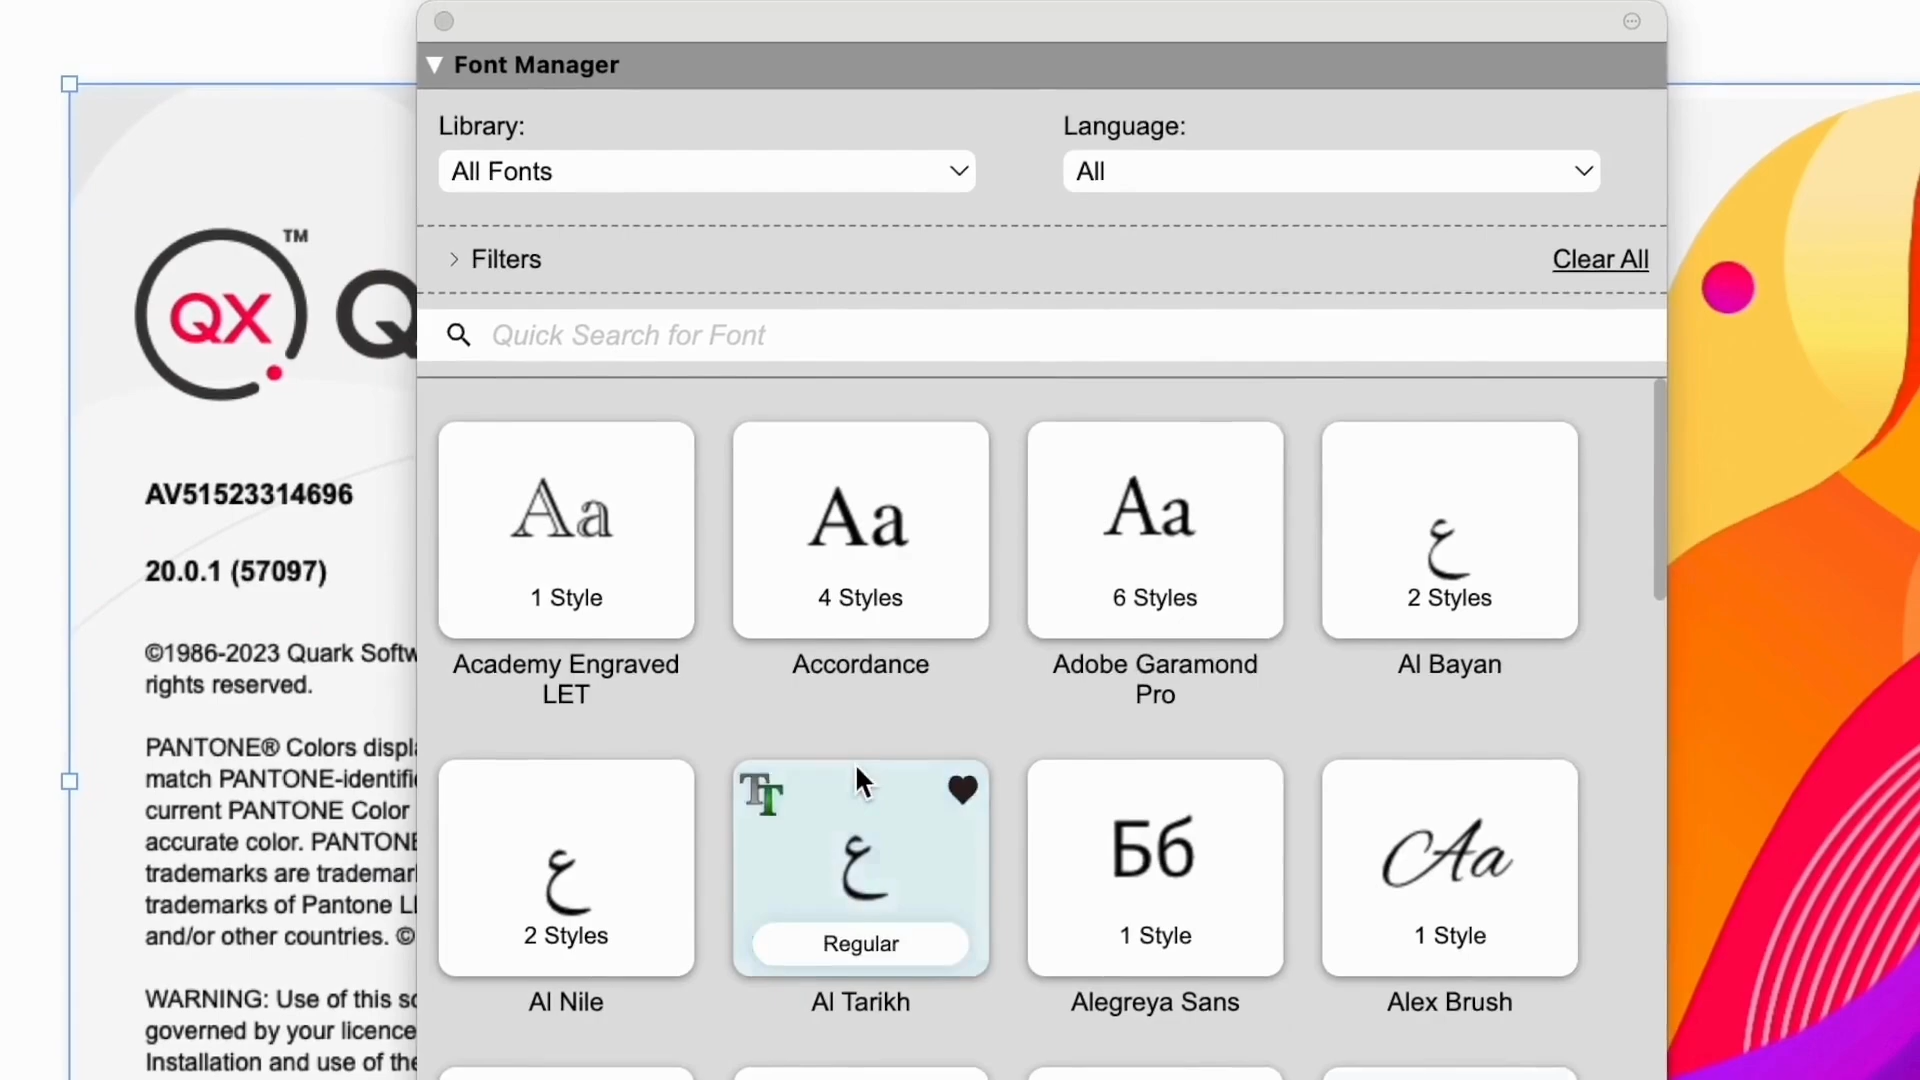 Font Manager
Library:
Language:
All Fonts
All
Filters
Clear All
Quick Search for Font
QX
TM
Q
AV51523314696
20.0.1 (57097)
©1986-2023 Quark Softw
rights reserved.
PANTONE® Colors displa
match PANTONE-identifi
current PANTONE Color
accurate color. PANTONE
trademarks are trademar
trademarks of Pantone L
and/or other countries. ©
WARNING: Use of this so
governed by your licence
Installation and use of the
Aa
1 Style
Academy Engraved
LET
Aa
4 Styles
Accordance
Aa
6 Styles
Adobe Garamond
Pro
ع
2 Styles
Al Bayan
ع
2 Styles
Al Nile
TT
ع
Regular
Al Tarikh
Бб
1 Style
Alegreya Sans
Aa
1 Style
Alex Brush